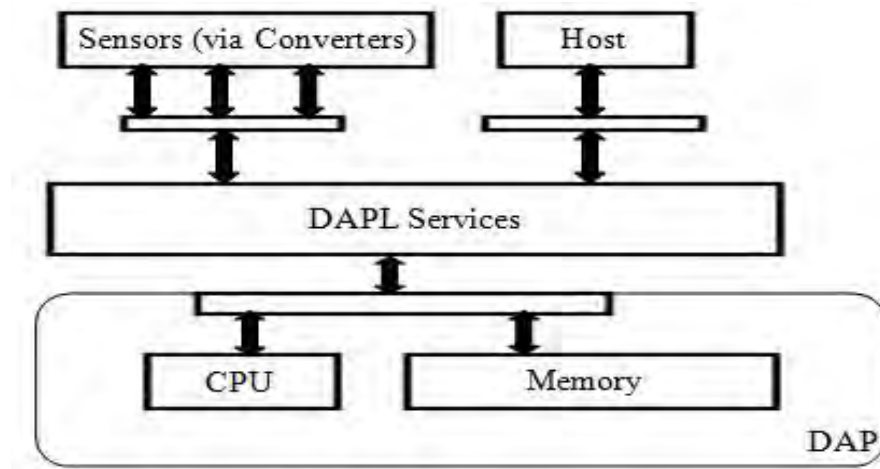 Sensors (via Converters)
Host
DAPL Services
CPU
Memory
DAP